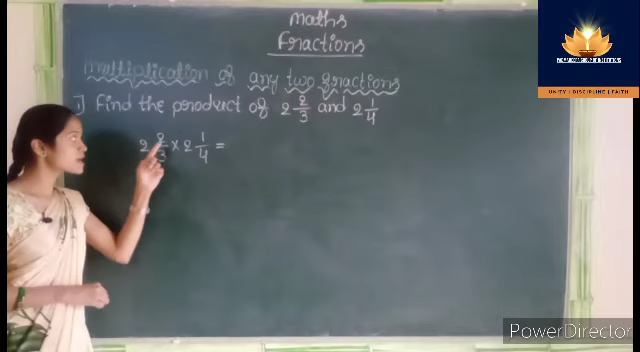 Maths
Fractions
Multiplication of any two fractions
1) Find the product of 2 2/3 and 2 1/4
2 2/3 × 2 1/4 =
UNITY | DISCIPLINE | FAITH
PowerDirector